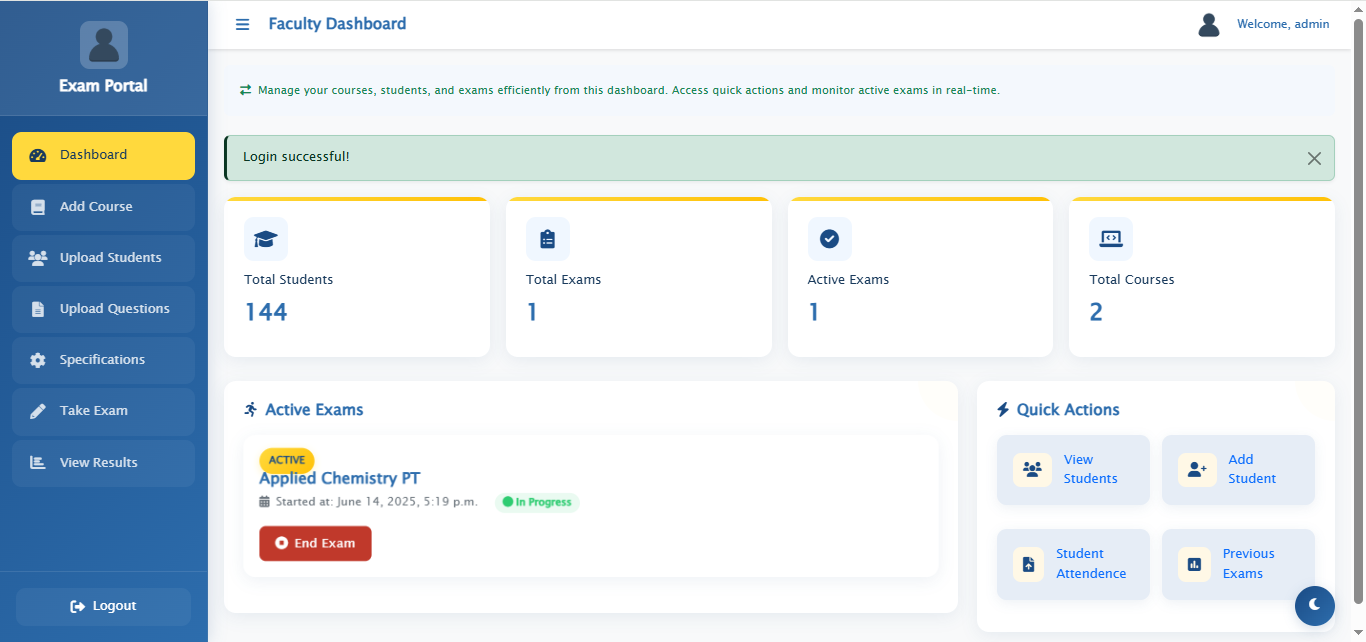 Exam Portal
Dashboard
Add Course
Upload Students
Upload Questions
Specifications
Take Exam
View Results
Logout
Faculty Dashboard
Welcome, admin
Manage your courses, students, and exams efficiently from this dashboard. Access quick actions and monitor active exams in real-time.
Login successful!
Total Students
144
Total Exams
1
Active Exams
1
Total Courses
2
Active Exams
ACTIVE
Applied Chemistry PT
Started at: June 14, 2025, 5:19 p.m.
In Progress
End Exam
Quick Actions
View
Students
Add
Student
Student
Attendence
Previous
Exams